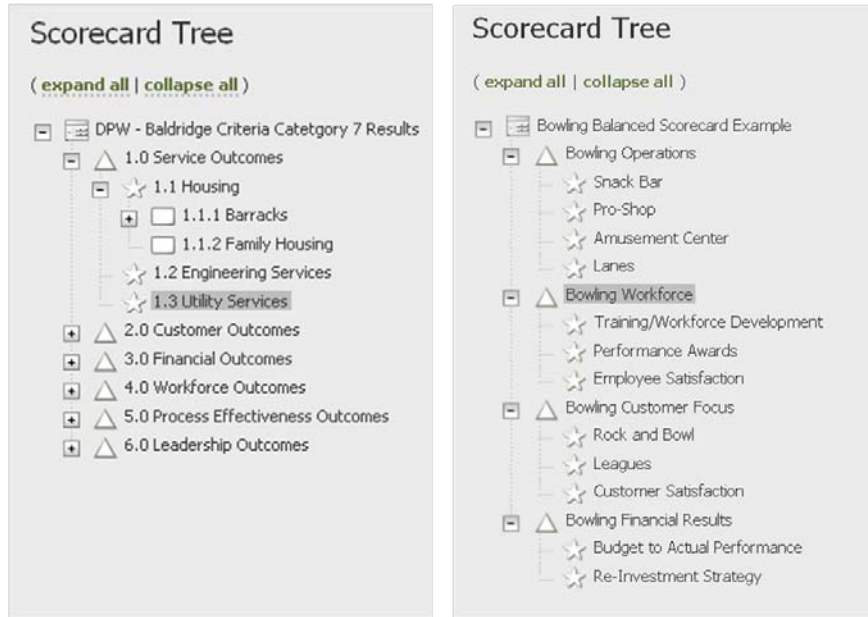 Scorecard Tree
( expand all | collapse all )
DPW - Baldridge Criteria Catetgory 7 Results
1.0 Service Outcomes
1.1 Housing
1.1.1 Barracks
1.1.2 Family Housing
1.2 Engineering Services
1.3 Utility Services
2.0 Customer Outcomes
3.0 Financial Outcomes
4.0 Workforce Outcomes
5.0 Process Effectiveness Outcomes
6.0 Leadership Outcomes
Scorecard Tree
( expand all | collapse all )
Bowling Balanced Scorecard Example
Bowling Operations
Snack Bar
Pro-Shop
Amusement Center
Lanes
Bowling Workforce
Training/Workforce Development
Performance Awards
Employee Satisfaction
Bowling Customer Focus
Rock and Bowl
Leagues
Customer Satisfaction
Bowling Financial Results
Budget to Actual Performance
Re-Investment Strategy